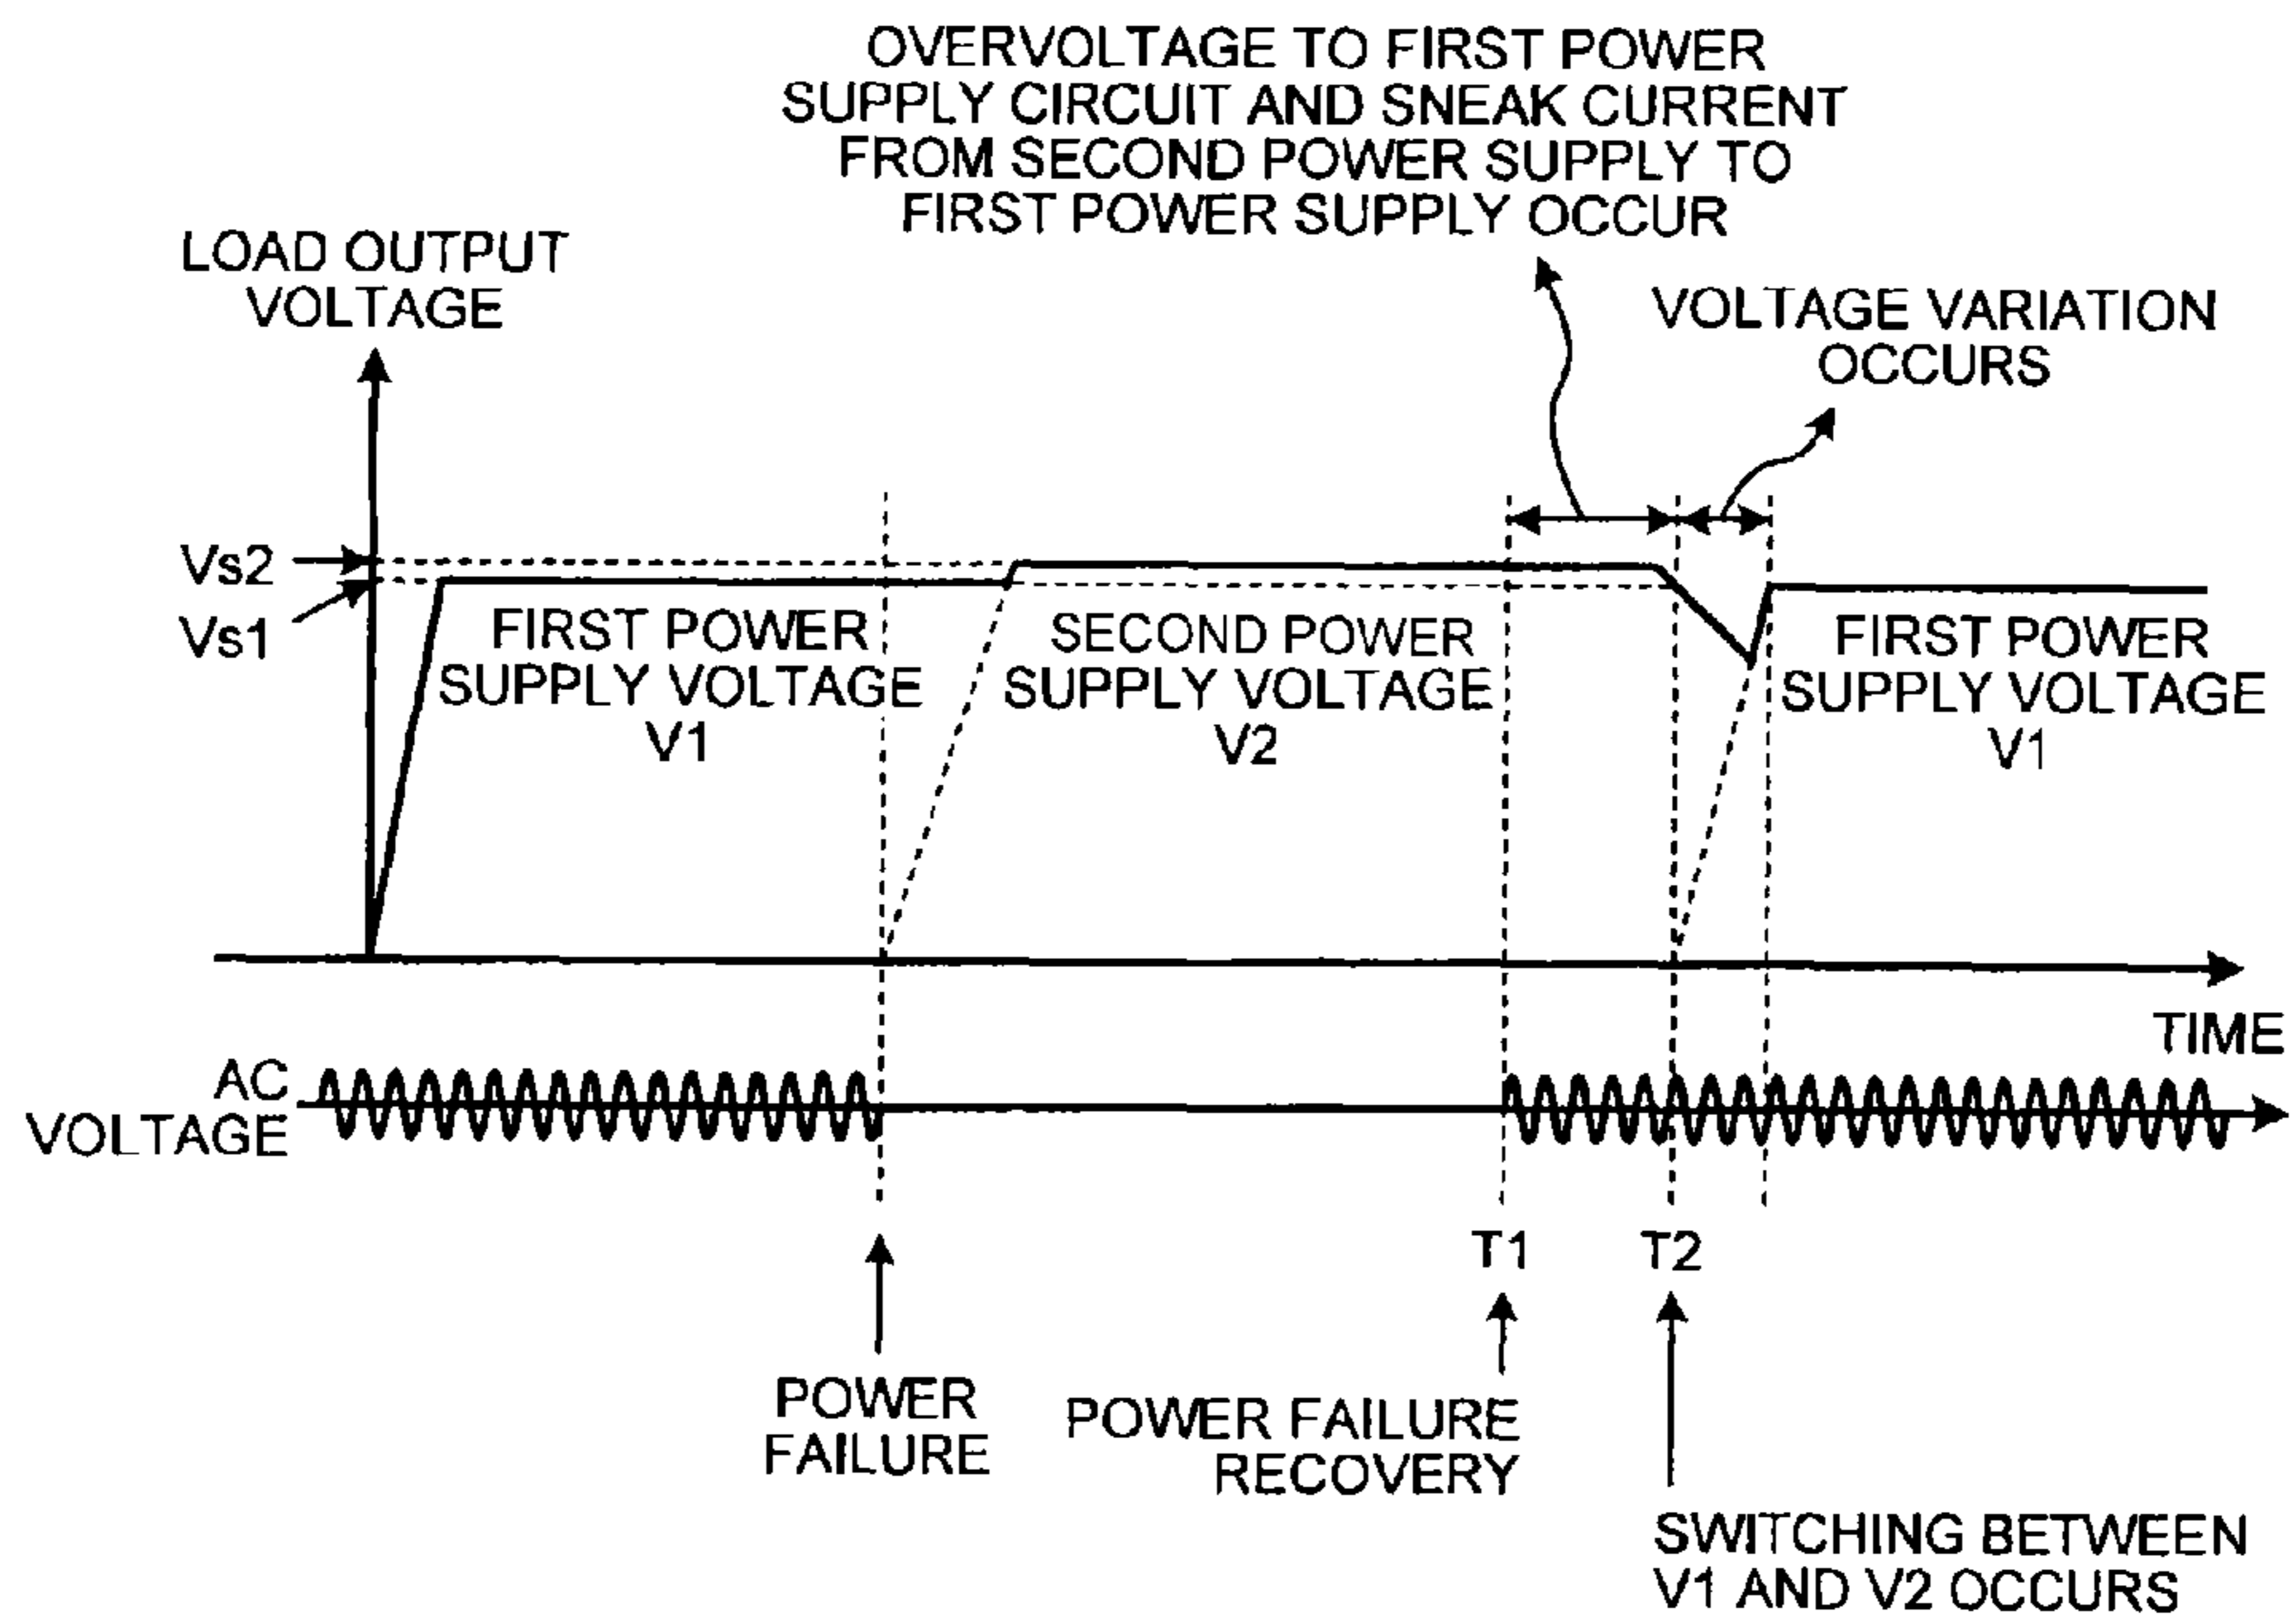 OVERVOLTAGE TO FIRST POWER
SUPPLY CIRCUIT AND SNEAK CURRENT
FROM SECOND POWER SUPPLY TO
FIRST POWER SUPPLY OCCUR
LOAD OUTPUT
VOLTAGE
VOLTAGE VARIATION
OCCURS
Vs2
Vs1
FIRST POWER
SUPPLY VOLTAGE
V1
SECOND POWER
SUPPLY VOLTAGE
V2
FIRST POWER
SUPPLY VOLTAGE
V1
TIME
AC
VOLTAGE
T1
T2
POWER
FAILURE
POWER FAILURE
RECOVERY
SWITCHING BETWEEN
V1 AND V2 OCCURS